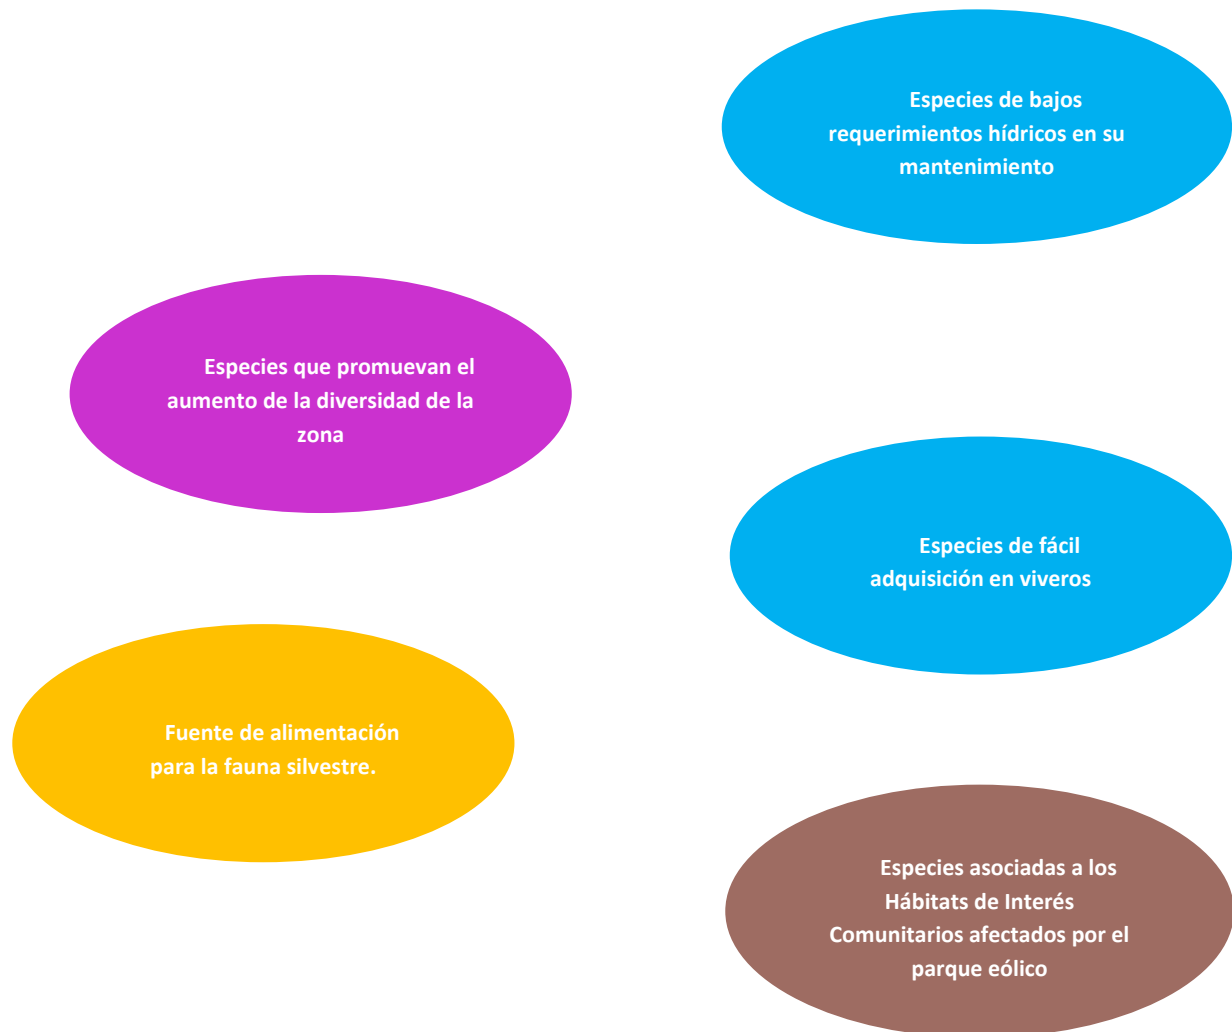 Especies de bajos
requerimientos hídricos en su
mantenimiento
Especies que promuevan el
aumento de la diversidad de la
zona
Especies de fácil
adquisición en viveros
Fuente de alimentación
para la fauna silvestre.
Especies asociadas a los
Hábitats de Interés
Comunitarios afectados por el
parque eólico